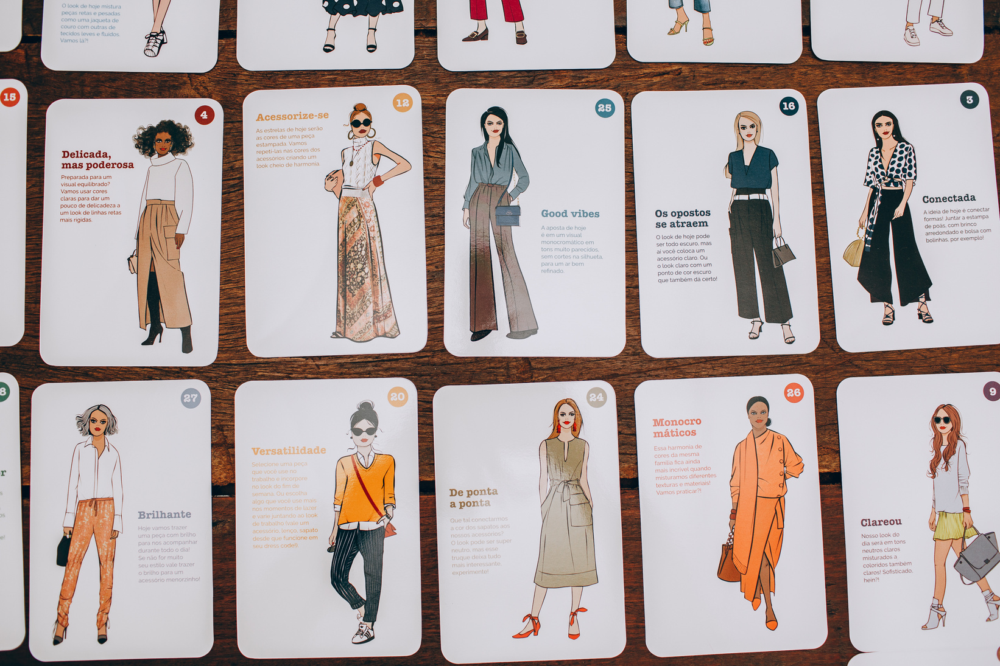 O look de hoje mistura
peças retas e pesadas
como uma jaqueta de
couro com outras de
tecidos leves e fluidos.
Vamos lá?!
15
4
Delicada,
mas poderosa
Preparada para um
visual equilibrado?
Vamos usar cores
claras para dar um
pouco de delicadeza a
um look de linhas retas
mais rígidas.
12
Acessorize-se
As estrelas de hoje serão
as cores de uma peça
estampada. Vamos
repeti-las nas cores dos
acessórios criando um
look cheio de harmonia.
25
Good vibes
A aposta de hoje
é em um visual
monocromático em
tons muito parecidos,
sem cortes na silhueta,
para um ar bem
refinado.
16
Os opostos
se atraem
O look de hoje pode
ser todo escuro, mas
aí você coloca um
acessório claro. Ou
o look claro com um
ponto de cor escuro
que também dá certo!
3
Conectada
A ideia de hoje é conectar
formas! Juntar a estampa
de poás, com brinco
arredondado e bolsa com
bolinhas, por exemplo!
8
27
Brilhante
Hoje vamos trazer
uma peça com brilho
para nos acompanhar
durante todo o dia!
Se não for muito
seu estilo vale trazer
o brilho para um
acessório menorzinho!
20
Versatilidade
Selecione uma peça
que você use no
trabalho e incorpore
no look do fim de
semana. Ou escolha
algo que você use mais
nos momentos de lazer
e varie juntando ao look
de trabalho (vale um
acessório, lenço, sapato
desde que funcione em
seu dress code!).
24
De ponta
a ponta
Que tal conectarmos
a cor dos sapatos aos
nossos acessórios?
O look pode ser super
neutro, mas esse
truque deixa tudo
mais interessante,
experimente!
26
Monocro
máticos
Essa harmonia de
cores da mesma
família fica ainda
mais incrível quando
misturamos diferentes
texturas e materiais!
Vamos praticar?!
9
Clareou
Nosso look do
dia será em tons
neutros claros
misturados a
coloridos também
claros! Sofisticado,
hein?!